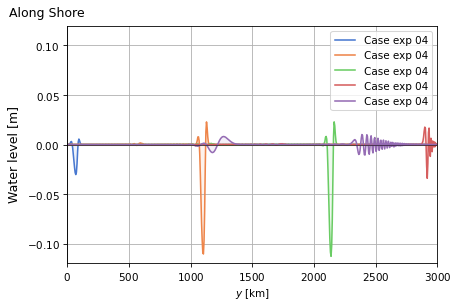 Along Shore
Water level [m]
0.10
0.05
0.00
−0.05
−0.10
Case exp 04
Case exp 04
Case exp 04
Case exp 04
Case exp 04
0 500 1000 1500 2000 2500 3000
y [km]